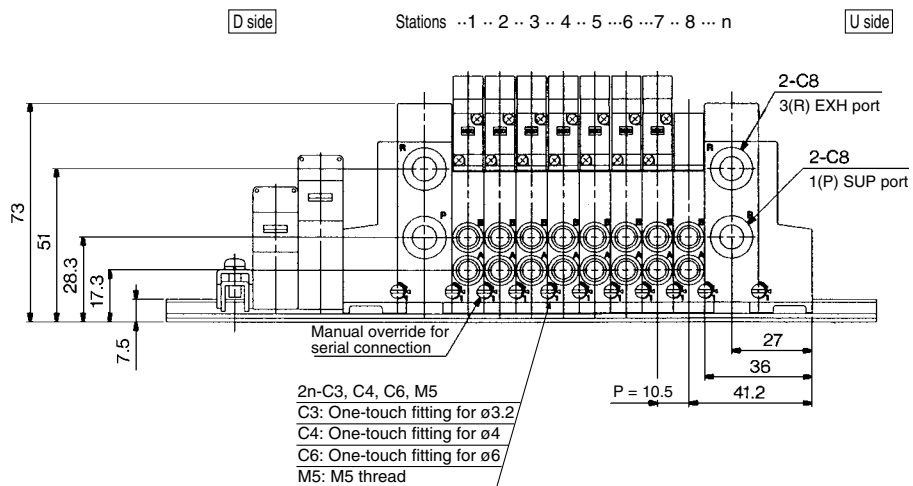 D side
Stations ··1 ·· 2 ·· 3 ·· 4 ·· 5 ···6 ···7 ·· 8 ··· n
U side
2-C8
3(R) EXH port
2-C8
1(P) SUP port
R
R
P
P
B B B B B B B B
A A A A A A A A
73
51
28.3
17.3
7.5
Manual override for
serial connection
27
36
P = 10.5
41.2
2n-C3, C4, C6, M5
C3: One-touch fitting for ø3.2
C4: One-touch fitting for ø4
C6: One-touch fitting for ø6
M5: M5 thread